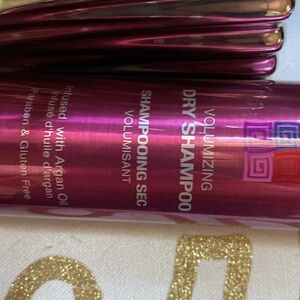 VOLUMIZING
DRY SHAMPOO
SHAMPOOING SEC
VOLUMISANT
Infused with Argan Oil
Infusé d'huile d'argan
Paraben & Gluten Free